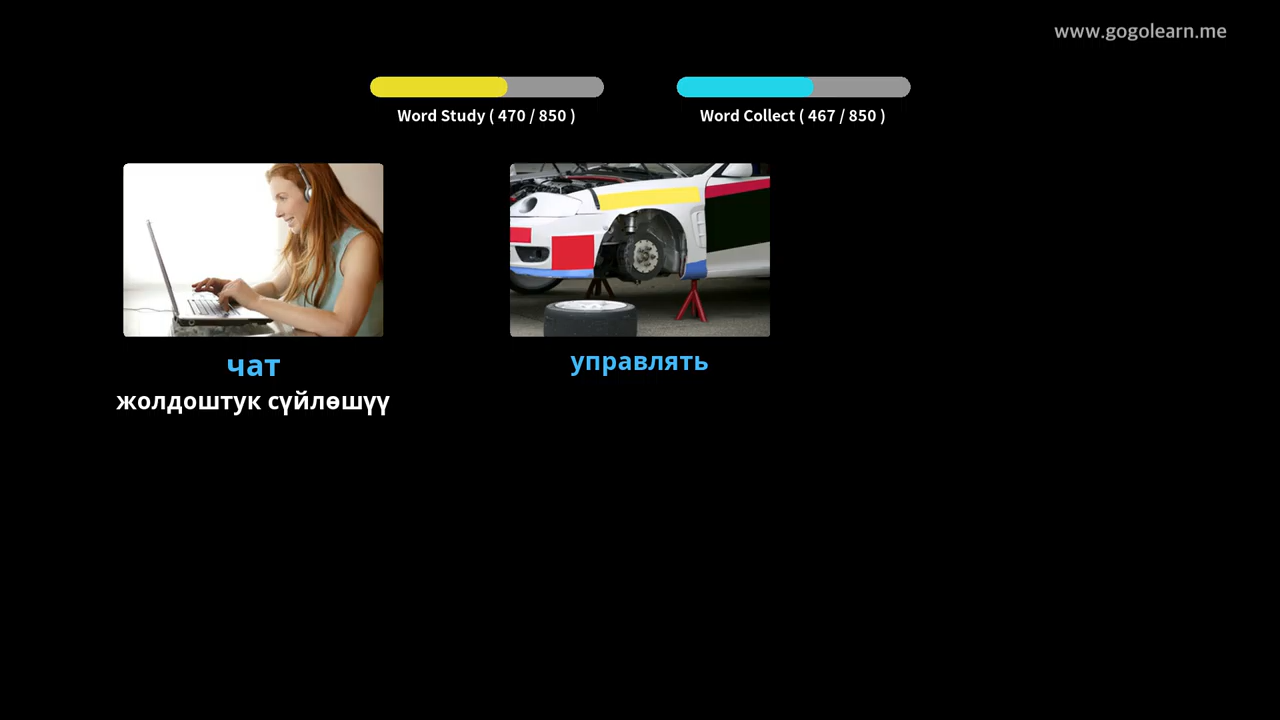 www.gogolearn.me
Word Study ( 470 / 850 )
Word Collect ( 467 / 850 )
чат
жолдоштук сүйлөшүү
управлять